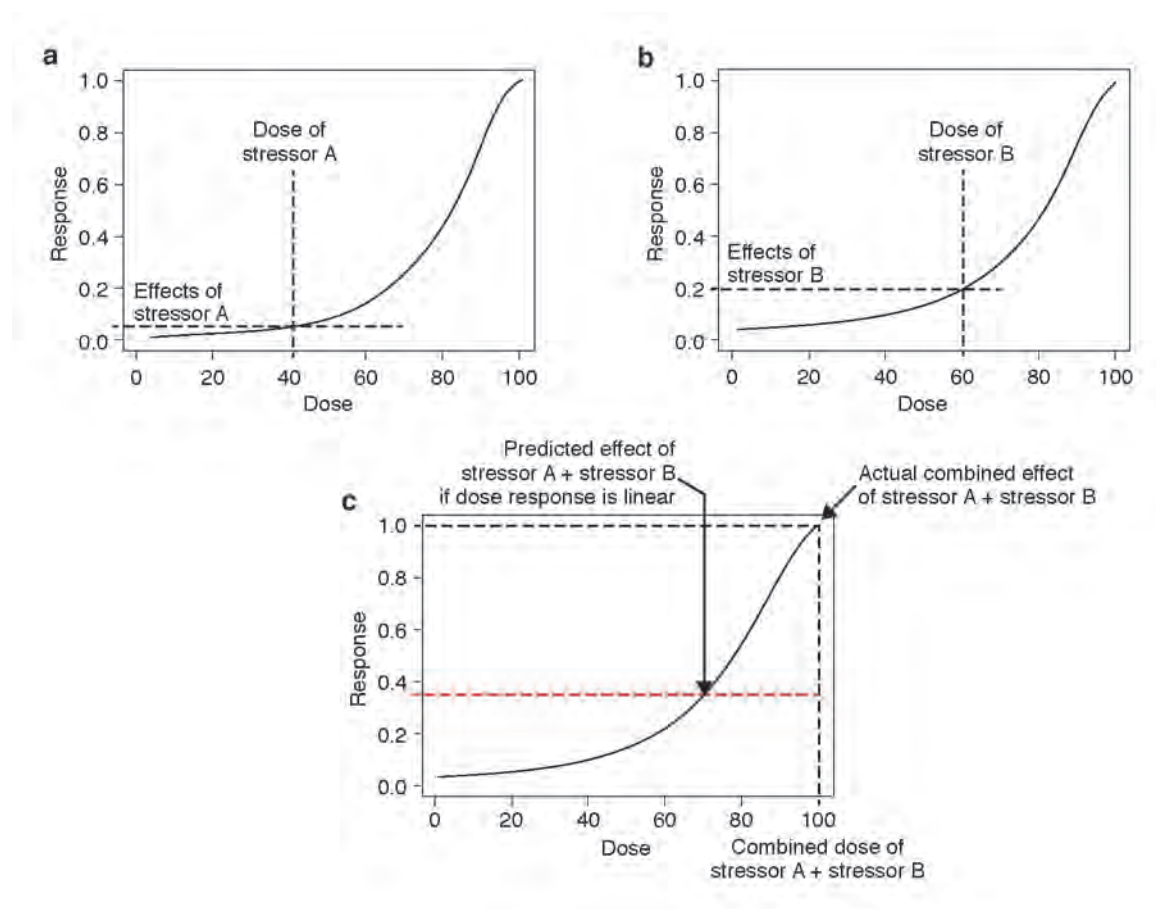 a
1.0
0.8
0.6
0.4
0.2
0.0
Response
Dose of
stressor A
Effects of
stressor A
0 20 40 60 80 100
Dose
b
1.0
0.8
0.6
0.4
0.2
0.0
Response
Dose of
stressor B
Effects of
stressor B
0 20 40 60 80 100
Dose
Predicted effect of
stressor A + stressor B
if dose response is linear
Actual combined effect
of stressor A + stressor B
c
1.0
0.8
0.6
0.4
0.2
0.0
Response
0 20 40 60 80 100
Dose
Combined dose of
stressor A + stressor B